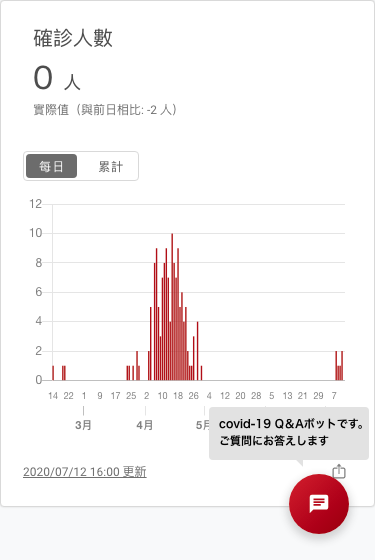 確診人數
0 人
實際值（與前日相比: -2 人）
每日 累計
12
10
8
6
4
2
0
14 22 1 9 17 25 2 10 18 26 4 12 20 28 5 13 21 29 7
3月 4月 5月
covid-19 Q&Aボットです。
ご質問にお答えします
2020/07/12 16:00 更新